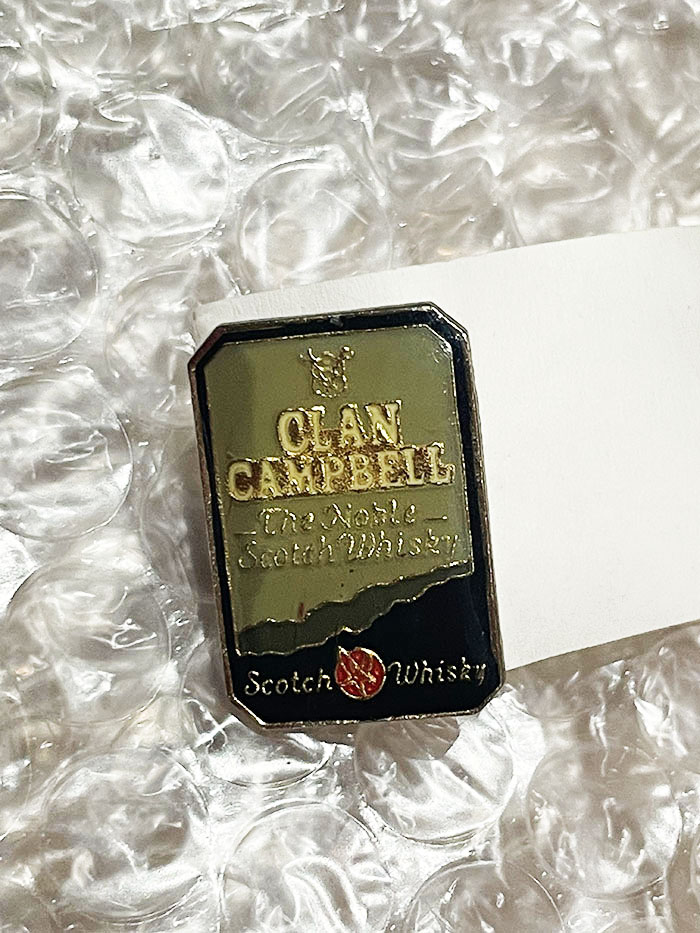 CLAN
CAMPBELL
The Noble
Scotch Whisky
Scotch Whisky